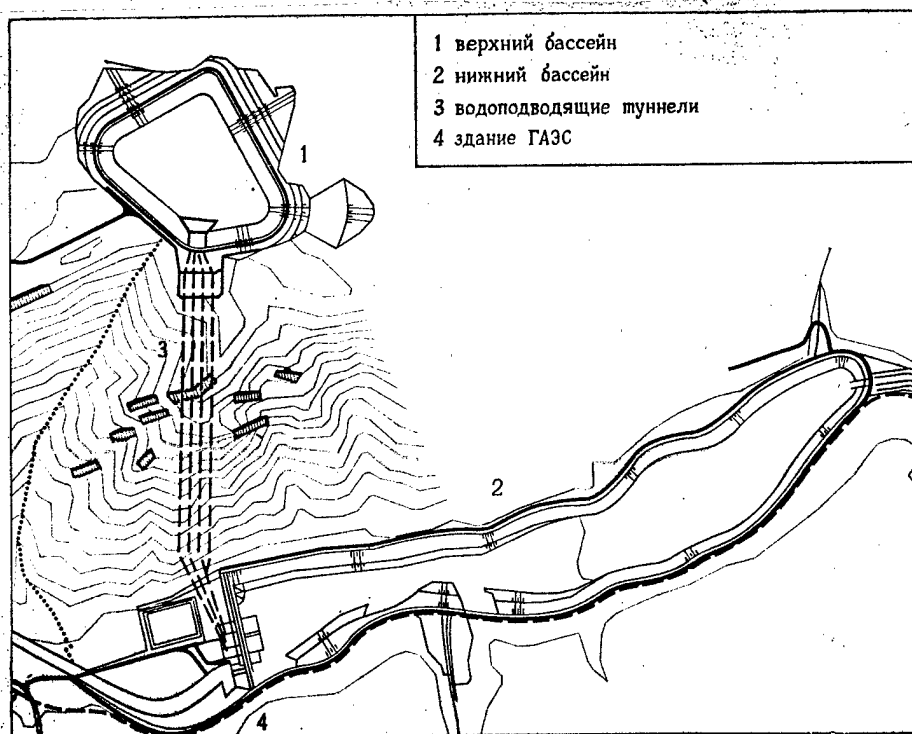 1 верхний бассейн
2 нижний бассейн
3 водоподводящие туннели
4 здание ГАЭС
1
3
2
4